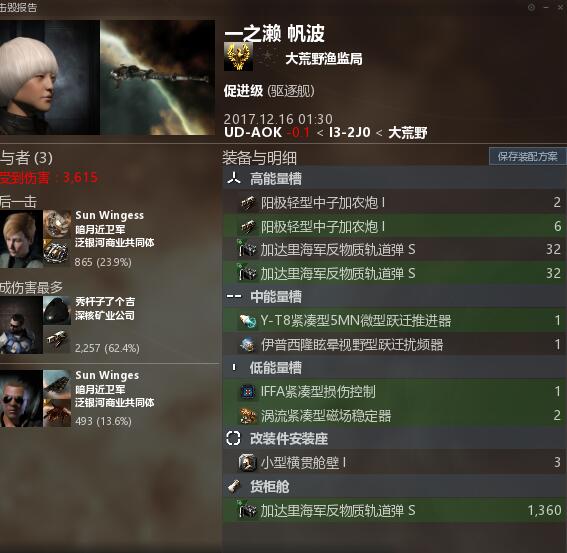 击毁报告
一之濑 帆波
大荒野渔监局
促进级 (驱逐舰)
2017.12.16 01:30
UD-AOK -0.1 < I3-2J0 < 大荒野
与者 (3)
受到伤害：3,615
后一击
Sun Wingess
暗月近卫军
泛银河商业共同体
865 (23.9%)
成伤害最多
秀杆子了个吉
深核矿业公司
2,257 (62.4%)
Sun Winges
暗月近卫军
泛银河商业共同体
493 (13.6%)
装备与明细
保存装配方案
高能量槽
阳极轻型中子加农炮 I 2
阳极轻型中子加农炮 I 6
加达里海军反物质轨道弹 S 32
加达里海军反物质轨道弹 S 32
中能量槽
Y-T8紧凑型5MN微型跃迁推进器 1
伊普西隆眩晕视野型跃迁扰频器 1
低能量槽
IFFA紧凑型损伤控制 1
涡流紧凑型磁场稳定器 2
改装件安装座
小型横贯舱壁 I 3
货柜舱
加达里海军反物质轨道弹 S 1,360